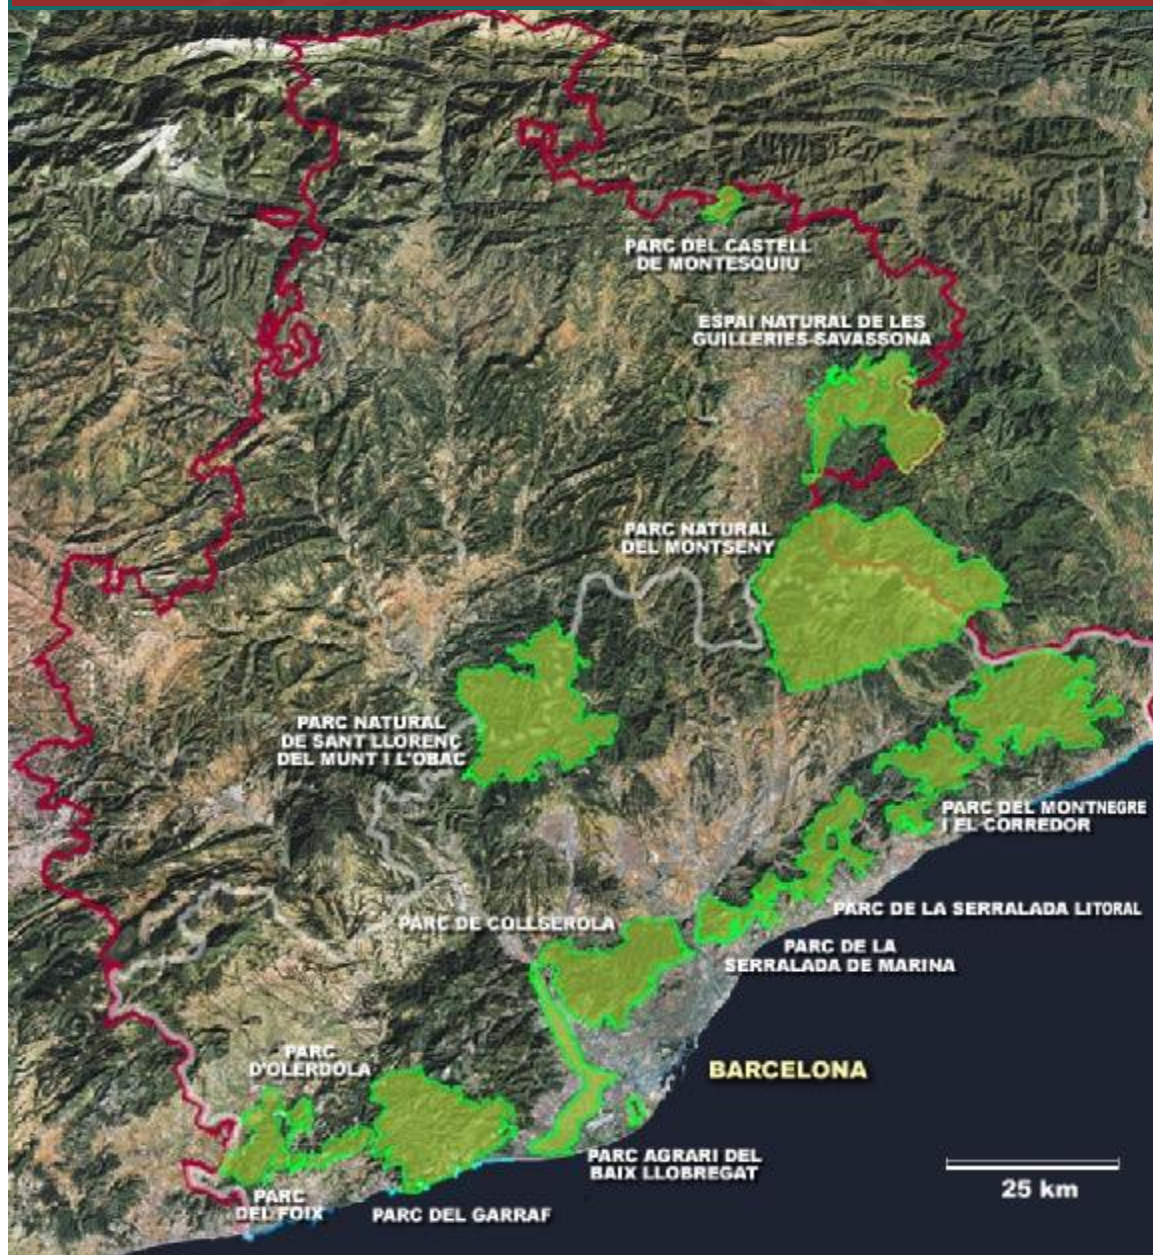 PARC DEL CASTELL
DE MONTESQUIU
ESPAI NATURAL DE LES
GUILLERIES-SAVASSONA
PARC NATURAL
DEL MONTSENY
PARC NATURAL
DE SANT LLORENÇ
DEL MUNT I L'OBAC
PARC DEL MONTNEGRE
I EL CORREDOR
PARC DE LA SERRALADA LITORAL
PARC DE COLLSEROLA
PARC DE LA
SERRALADA DE MARINA
PARC
D'OLERDOLA
BARCELONA
PARC AGRARI DEL
BAIX LLOBREGAT
25 km
PARC
DEL FOIX
PARC DEL GARRAF